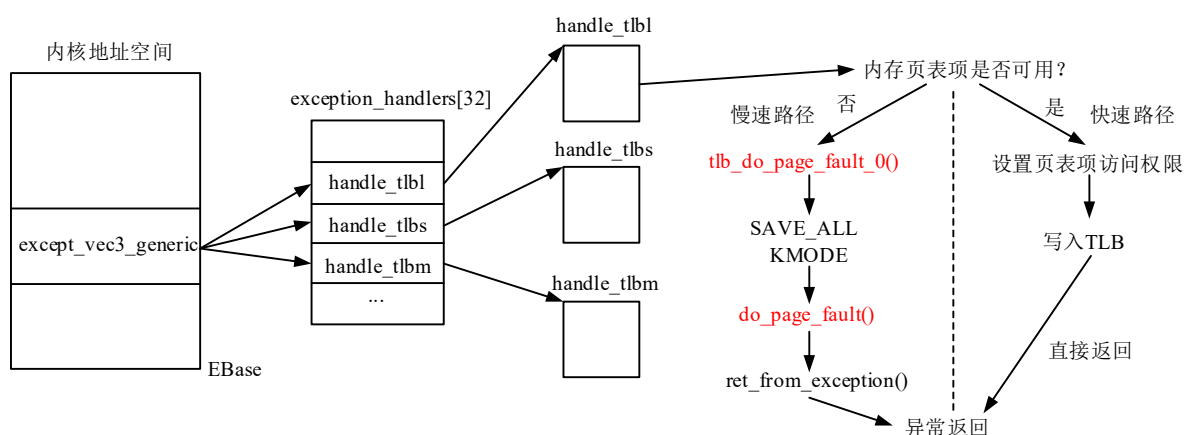 内核地址空间
except_vec3_generic
EBase
exception_handlers[32]
handle_tlbl
handle_tlbs
handle_tlbm
...
handle_tlbl
handle_tlbs
handle_tlbm
内存页表项是否可用？
慢速路径
否
是
快速路径
tlb_do_page_fault_0()
SAVE_ALL
KMODE
do_page_fault()
ret_from_exception()
设置页表项访问权限
写入TLB
直接返回
异常返回